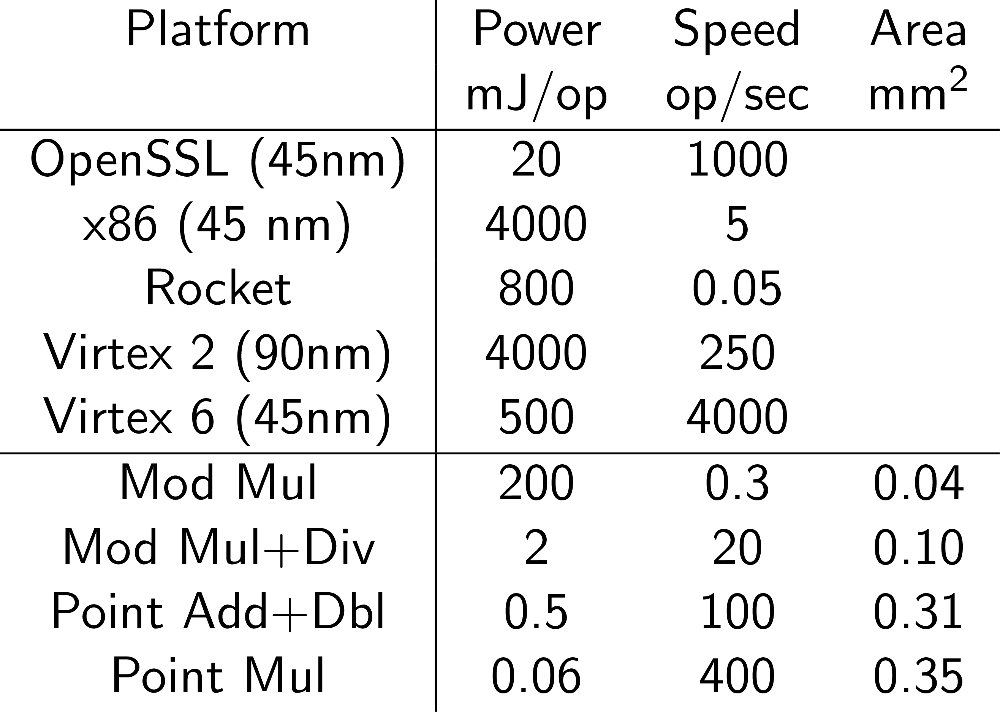 Platform Power Speed Area
mJ/op op/sec mm²
OpenSSL (45nm) 20 1000
x86 (45 nm) 4000 5
Rocket 800 0.05
Virtex 2 (90nm) 4000 250
Virtex 6 (45nm) 500 4000
Mod Mul 200 0.3 0.04
Mod Mul+Div 2 20 0.10
Point Add+Dbl 0.5 100 0.31
Point Mul 0.06 400 0.35